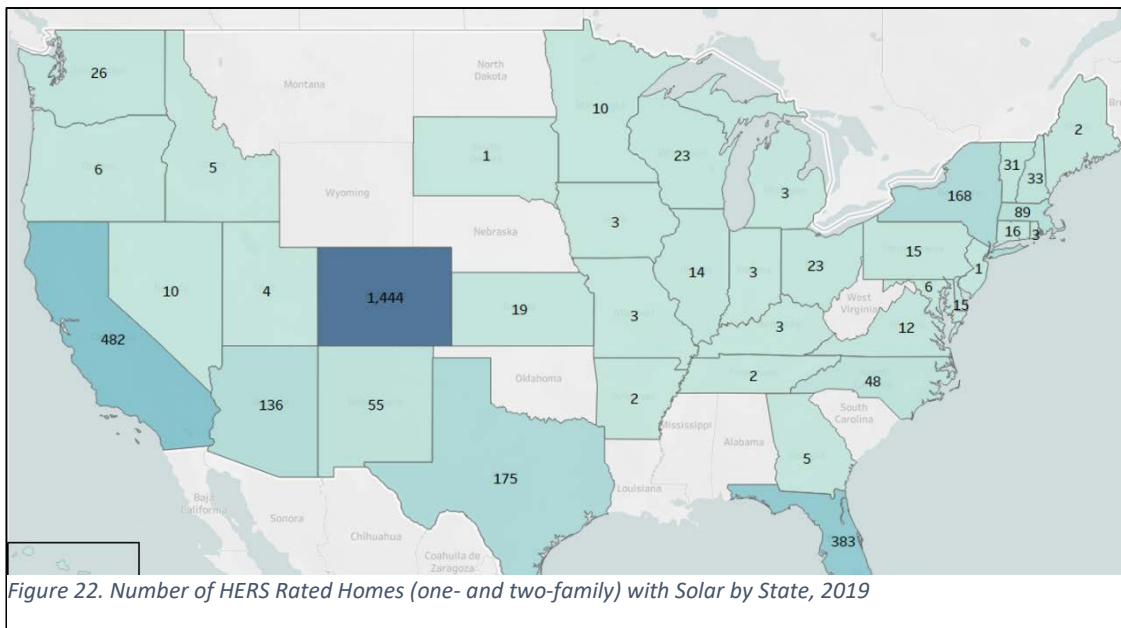 26
Montana
North
Dakota
10
2
6
5
1
23
3
31
33
Wyoming
168
89
16
3
Nebraska
3
15
1
10
4
1,444
19
14
3
23
6
15
West
Virginia
482
3
3
12
136
55
Oklahoma
2
2
48
South
Carolina
Mississippi
Alabama
5
175
Louisiana
383
Baja
California
Sonora
Chihuahua
Coahuila de
Zaragoza
Figure 22. Number of HERS Rated Homes (one- and two-family) with Solar by State, 2019